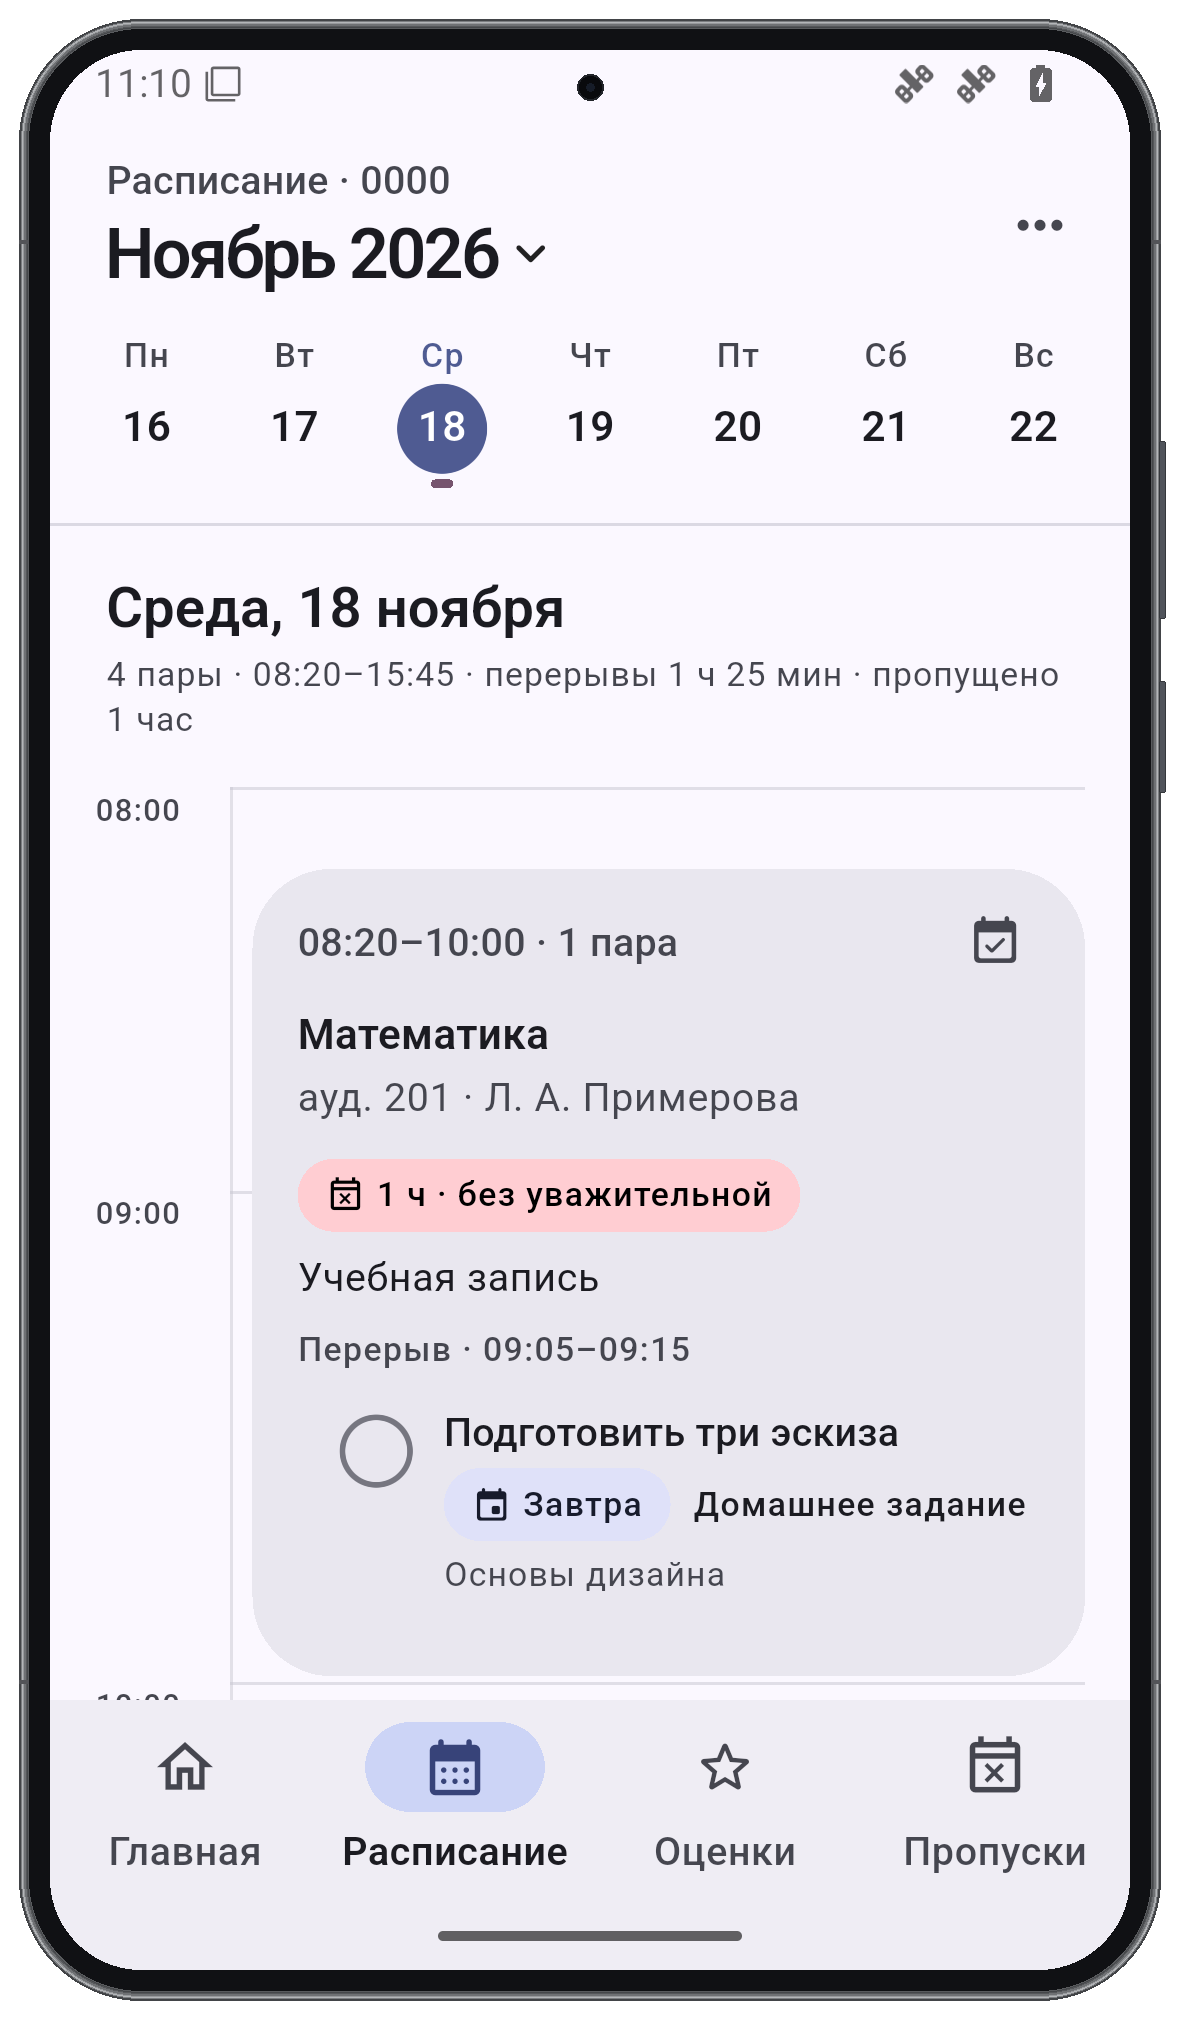 11:10
Расписание · 0000
Ноябрь 2026
Пн Вт Ср Чт Пт Сб Вс
16 17 18 19 20 21 22
Среда, 18 ноября
4 пары · 08:20–15:45 · перерывы 1 ч 25 мин · пропущено
1 час
08:00
08:20–10:00 · 1 пара
Математика
ауд. 201 · Л. А. Примерова
1 ч · без уважительной
09:00
Учебная запись
Перерыв · 09:05–09:15
Подготовить три эскиза
Завтра Домашнее задание
Основы дизайна
Главная Расписание Оценки Пропуски